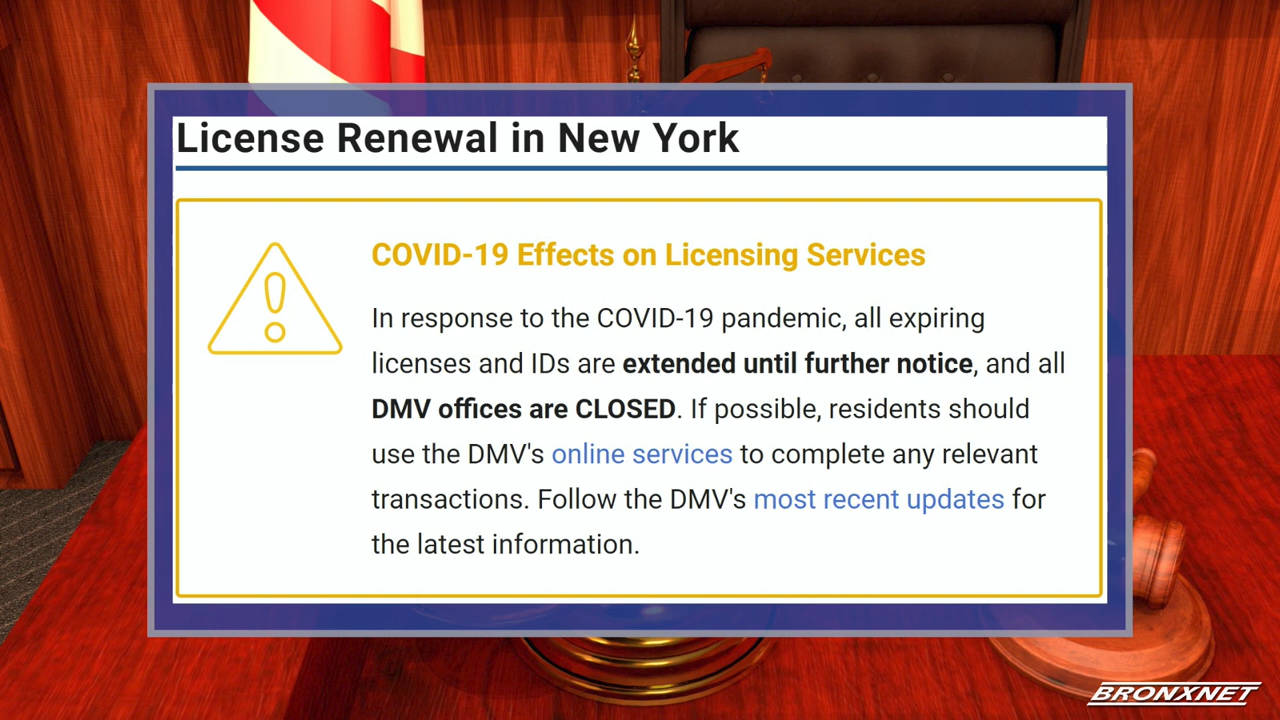 License Renewal in New York
COVID-19 Effects on Licensing Services
In response to the COVID-19 pandemic, all expiring
licenses and IDs are extended until further notice, and all
DMV offices are CLOSED. If possible, residents should
use the DMV's online services to complete any relevant
transactions. Follow the DMV's most recent updates for
the latest information.
BRONXNET